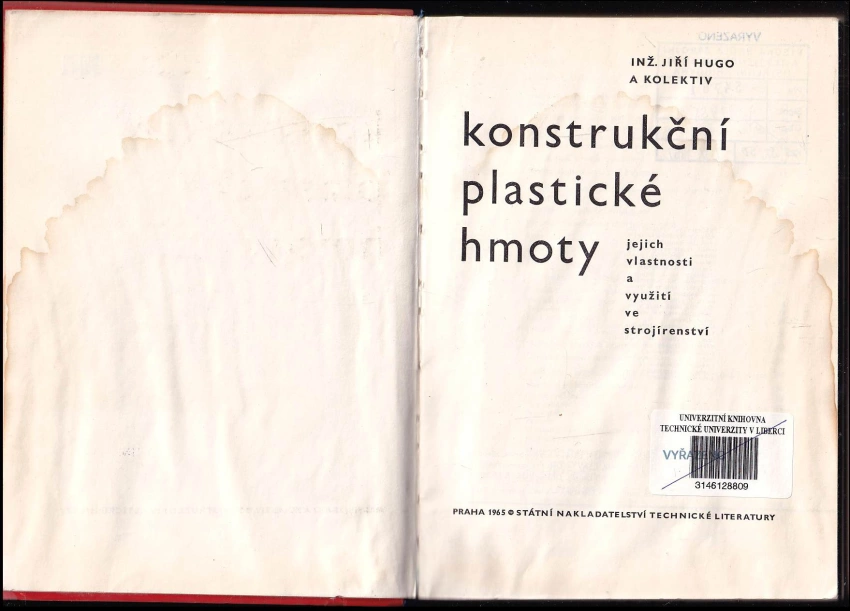 VYŘAZENO
INŽ. JIŘÍ HUGO
A KOLEKTIV
konstrukční
plastické
hmoty
jejich
vlastnosti
a
využití
ve
strojírenství
UNIVERZITNÍ KNIHOVNA
TECHNICKÉ UNIVERZITY V LIBERCI
VYŘAZENO
3146128809
PRAHA 1965 © STÁTNÍ NAKLADATELSTVÍ TECHNICKÉ LITERATURY